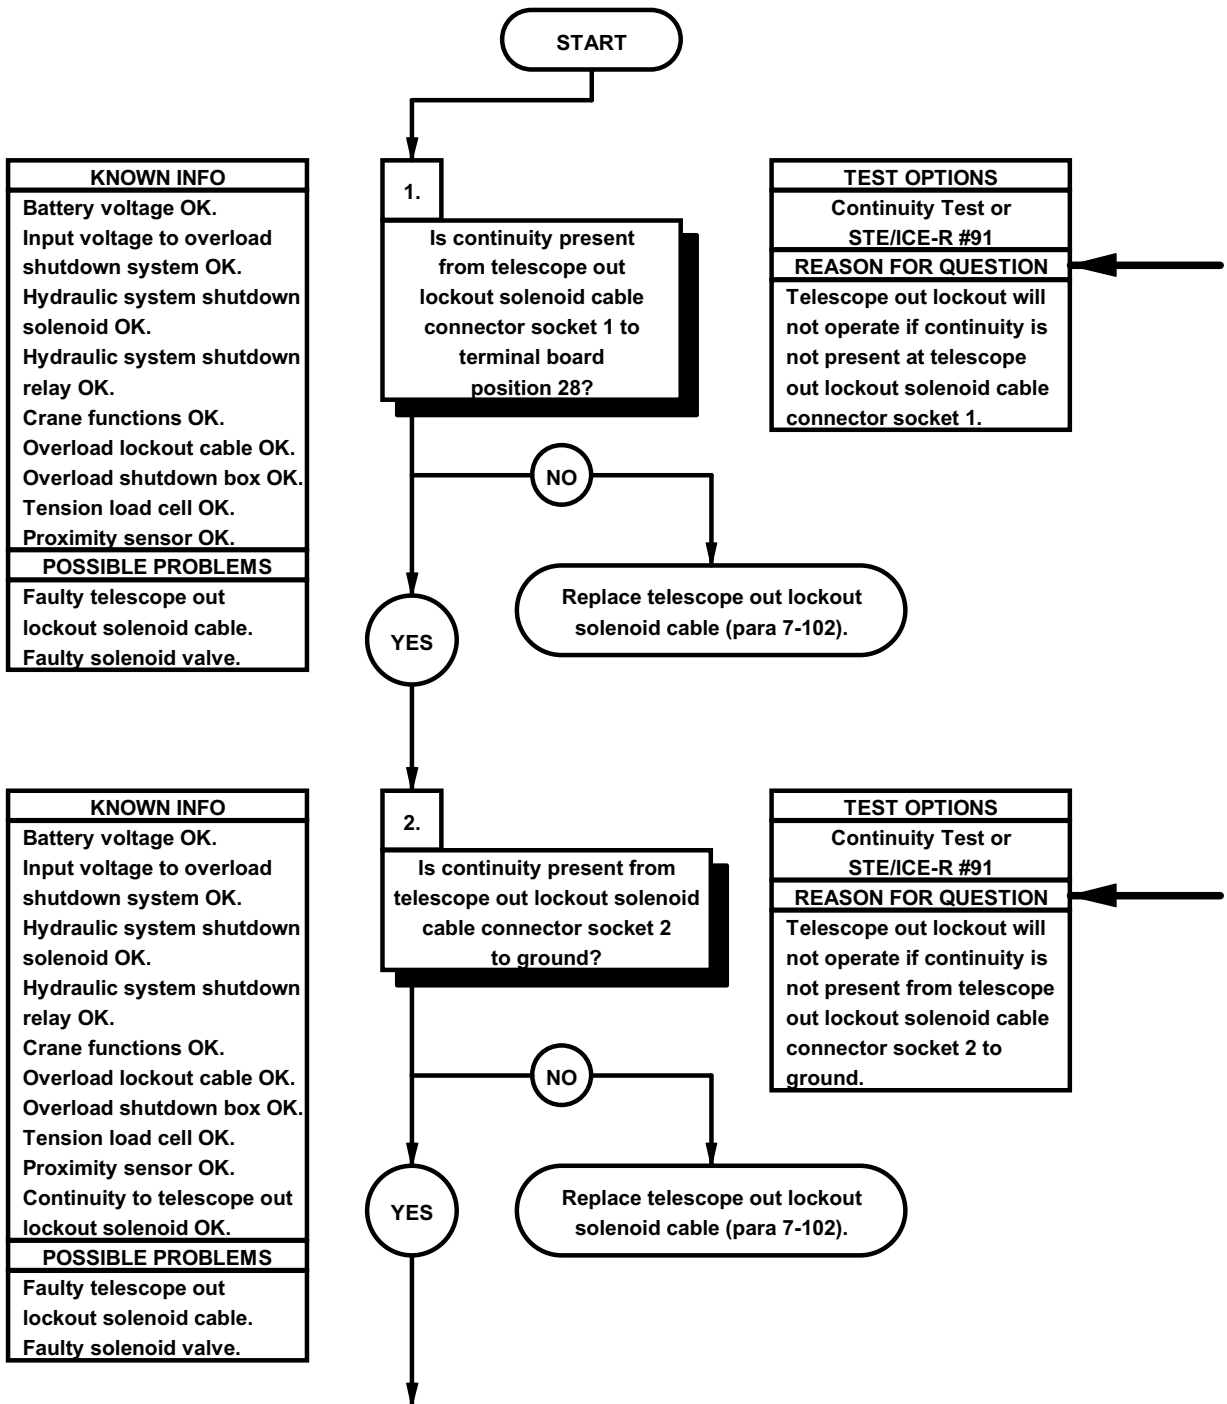 START
KNOWN INFO
Battery voltage OK.
Input voltage to overload
shutdown system OK.
Hydraulic system shutdown
solenoid OK.
Hydraulic system shutdown
relay OK.
Crane functions OK.
Overload lockout cable OK.
Overload shutdown box OK.
Tension load cell OK.
Proximity sensor OK.
POSSIBLE PROBLEMS
Faulty telescope out
lockout solenoid cable.
Faulty solenoid valve.
1.
Is continuity present
from telescope out
lockout solenoid cable
connector socket 1 to
terminal board
position 28?
TEST OPTIONS
Continuity Test or
STE/ICE-R #91
REASON FOR QUESTION
Telescope out lockout will
not operate if continuity is
not present at telescope
out lockout solenoid cable
connector socket 1.
NO
Replace telescope out lockout
solenoid cable (para 7-102).
YES
KNOWN INFO
Battery voltage OK.
Input voltage to overload
shutdown system OK.
Hydraulic system shutdown
solenoid OK.
Hydraulic system shutdown
relay OK.
Crane functions OK.
Overload lockout cable OK.
Overload shutdown box OK.
Tension load cell OK.
Proximity sensor OK.
Continuity to telescope out
lockout solenoid OK.
POSSIBLE PROBLEMS
Faulty telescope out
lockout solenoid cable.
Faulty solenoid valve.
2.
Is continuity present from
telescope out lockout solenoid
cable connector socket 2
to ground?
TEST OPTIONS
Continuity Test or
STE/ICE-R #91
REASON FOR QUESTION
Telescope out lockout will
not operate if continuity is
not present from telescope
out lockout solenoid cable
connector socket 2 to
ground.
NO
Replace telescope out lockout
solenoid cable (para 7-102).
YES